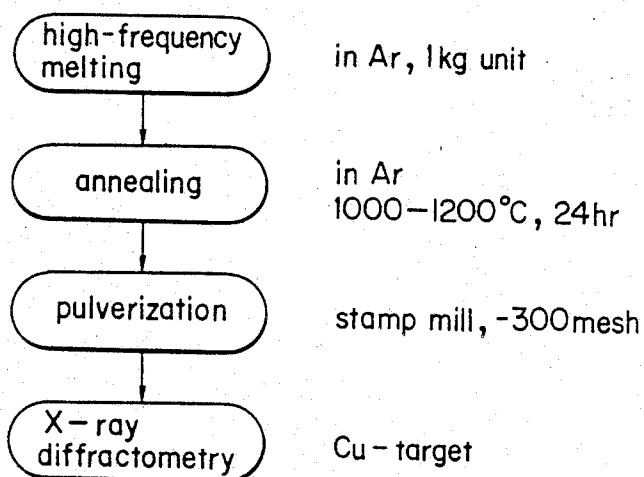 high-frequency
melting
in Ar, 1kg unit
annealing
in Ar
1000-1200°C, 24hr
pulverization
stamp mill, -300mesh
X-ray
diffractometry
Cu-target